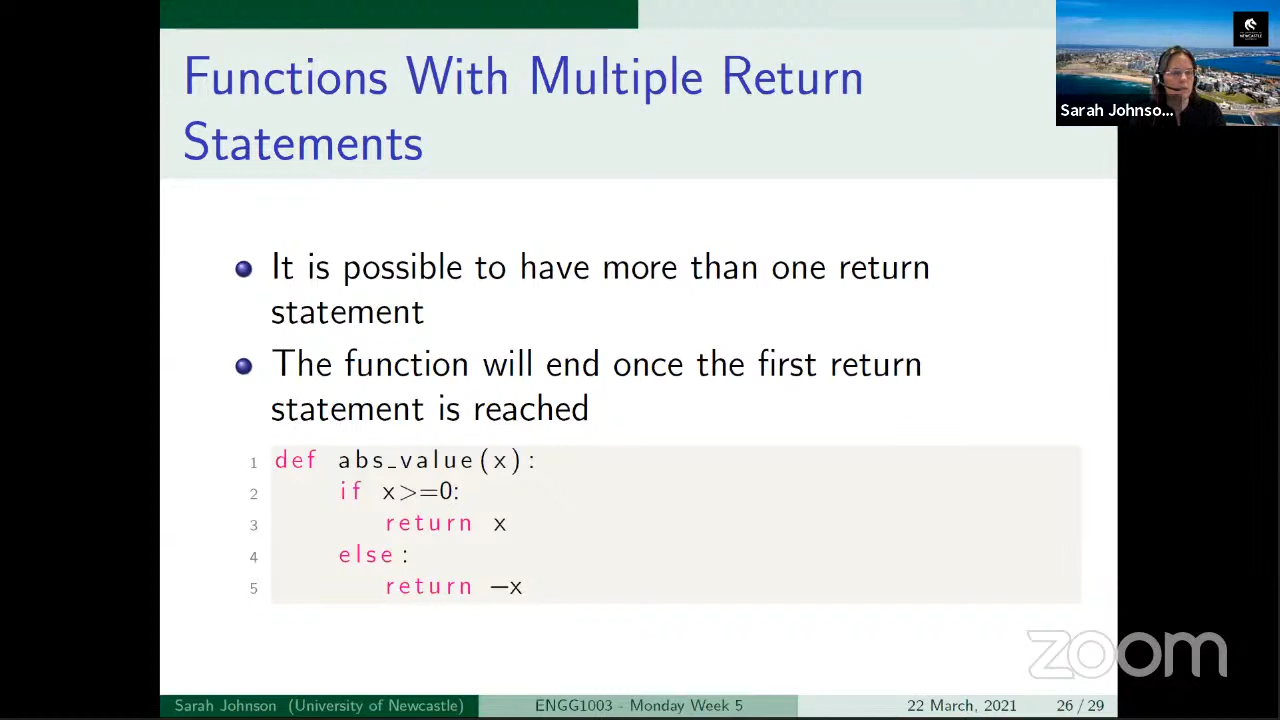 Functions With Multiple Return
Statements
NEWCASTLE
Sarah Johnso...
It is possible to have more than one return
statement
The function will end once the first return
statement is reached
1 def abs_value(x):
2 if x>=0:
3 return x
4 else:
5 return −x
zoom
Sarah Johnson (University of Newcastle) ENGG1003 - Monday Week 5 22 March, 2021 26 / 29